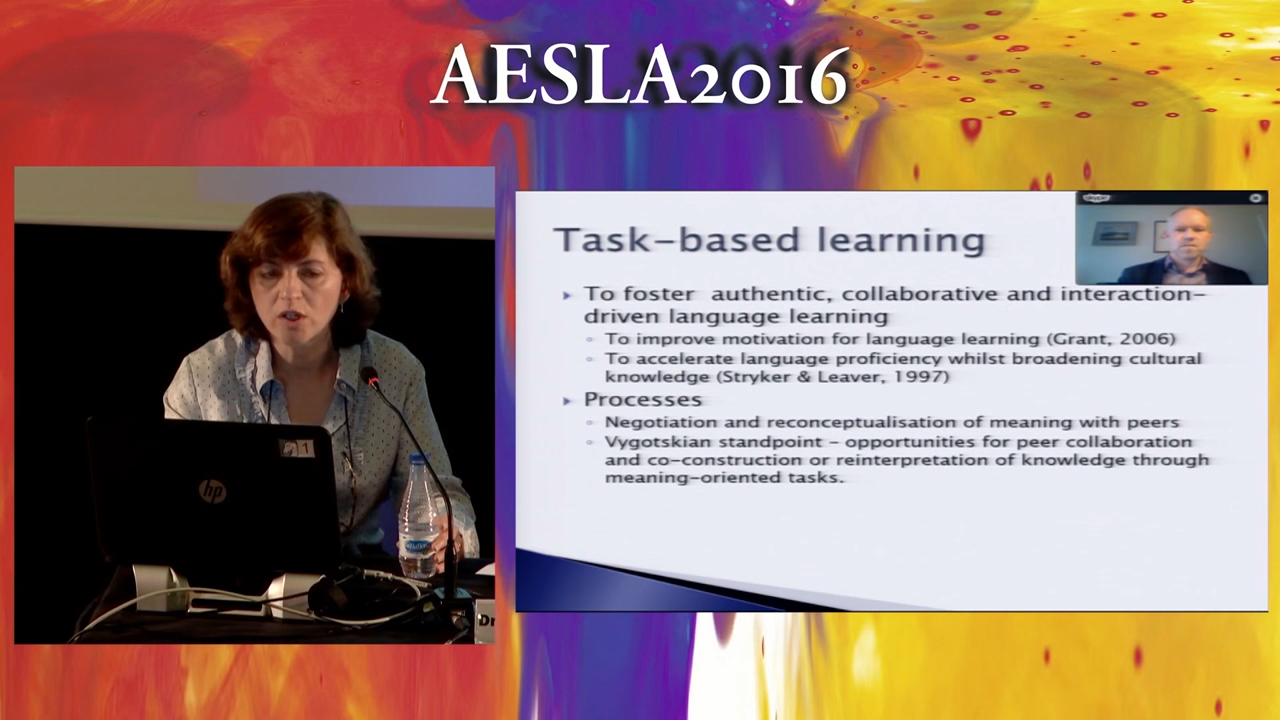 AESLA2016
skype
Task-based learning
To foster authentic, collaborative and interaction-
driven language learning
To improve motivation for language learning (Grant, 2006)
To accelerate language proficiency whilst broadening cultural
knowledge (Stryker & Leaver, 1997)
Processes
Negotiation and reconceptualisation of meaning with peers
Vygotskian standpoint – opportunities for peer collaboration
and co-construction or reinterpretation of knowledge through
meaning-oriented tasks.
1
hp
Dr